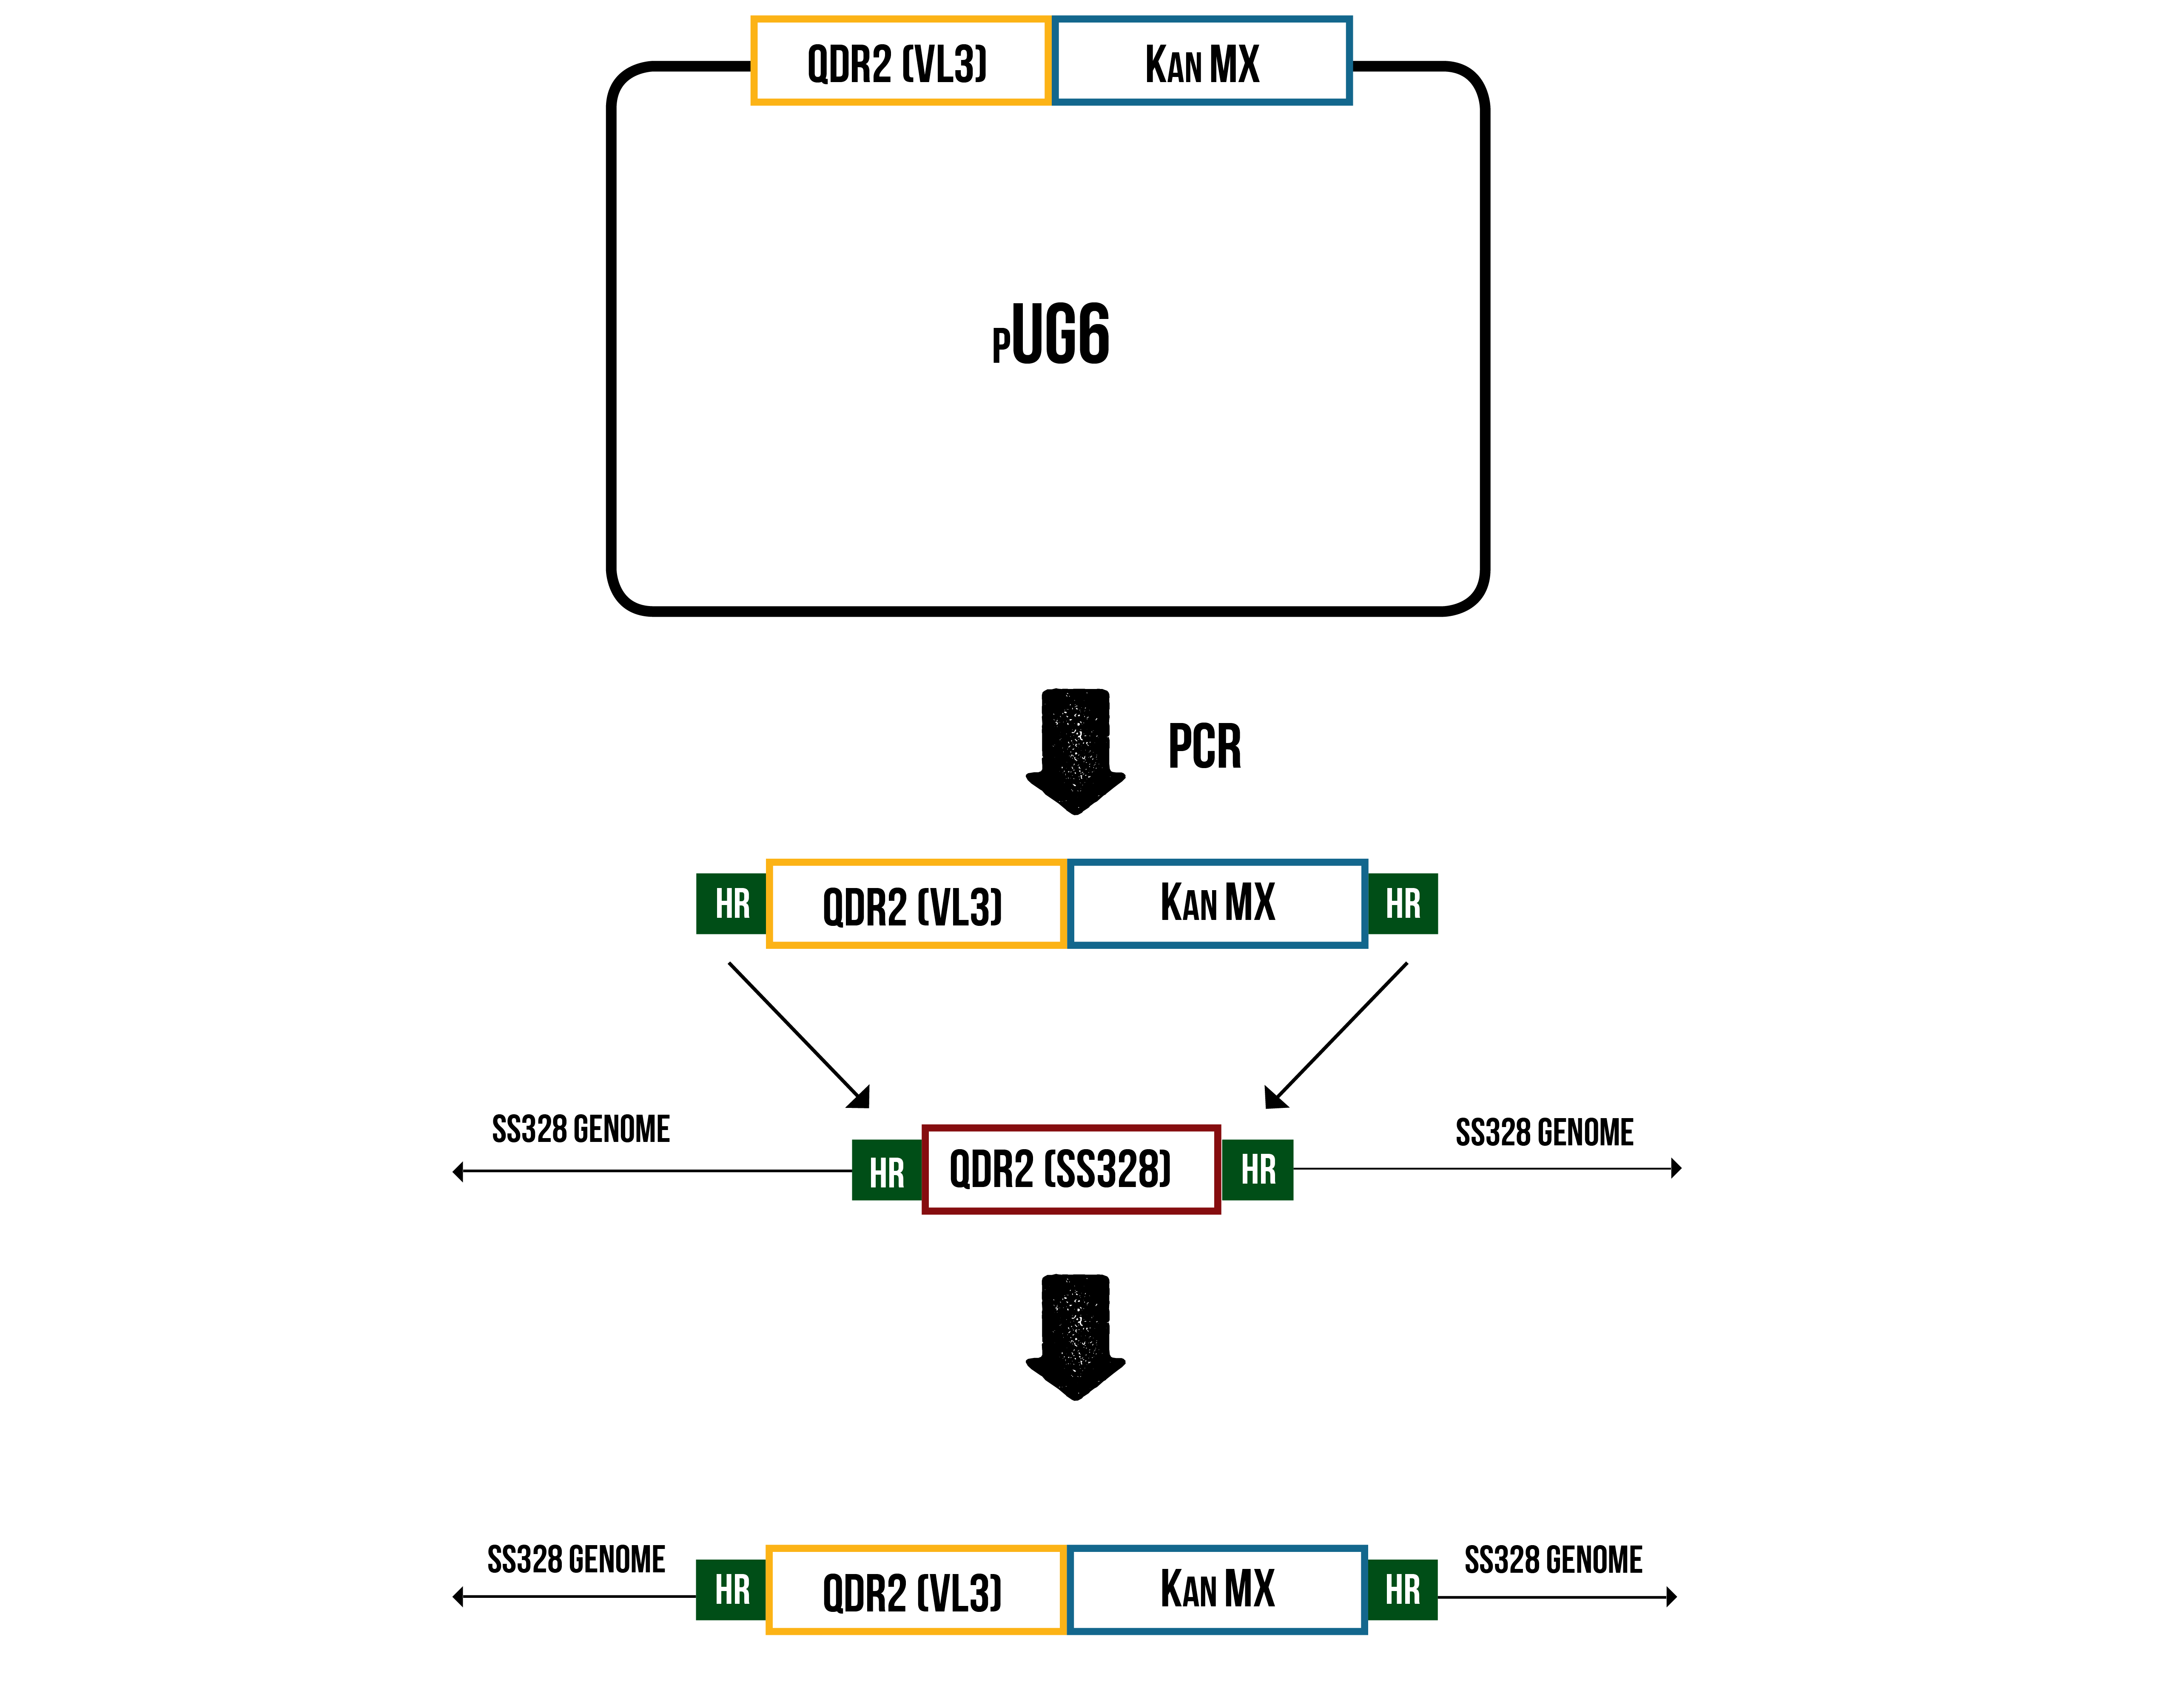 QDR2 (VL3)
KAN MX
pUG6
PCR
HR
QDR2 (VL3)
KAN MX
HR
SS328 GENOME
SS328 GENOME
HR
QDR2 (SS328)
HR
SS328 GENOME
SS328 GENOME
HR
QDR2 (VL3)
KAN MX
HR